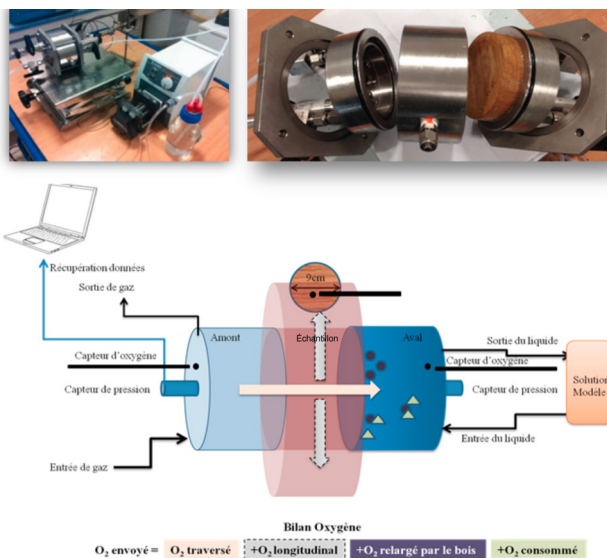 Récupération données
Sortie de gaz
9cm
Amont
Échantillon
Aval
Sortie du liquide
Capteur d'oxygène
Capteur d'oxygène
Capteur de pression
Capteur de pression
Solution
Modèle
Entrée du liquide
Entrée de gaz
Bilan Oxygène
O₂ envoyé = O₂ traversé +O₂ longitudinal +O₂ relargé par le bois +O₂ consommé